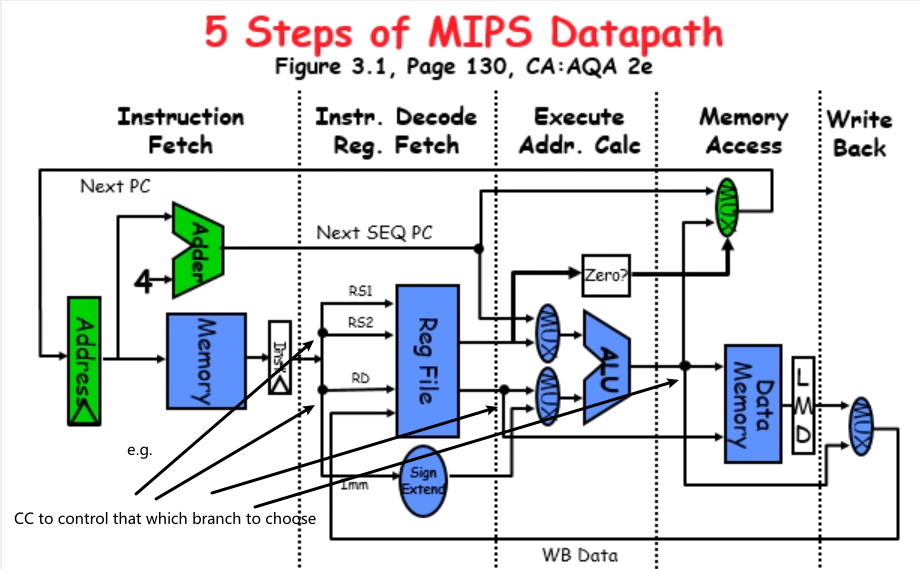 5 Steps of MIPS Datapath
Figure 3.1, Page 130, CA:AQA 2e
Instruction
Fetch
Instr. Decode
Reg. Fetch
Execute
Addr. Calc
Memory
Access
Write
Back
Next PC
MUX
Adder
Next SEQ PC
4
Zero?
RS1
RS2
Address
Memory
Inst
Reg File
MUX
ALU
RD
MUX
Data
Memory
L
M
D
MUX
e.g.
Sign
Extend
Imm
CC to control that which branch to choose
WB Data